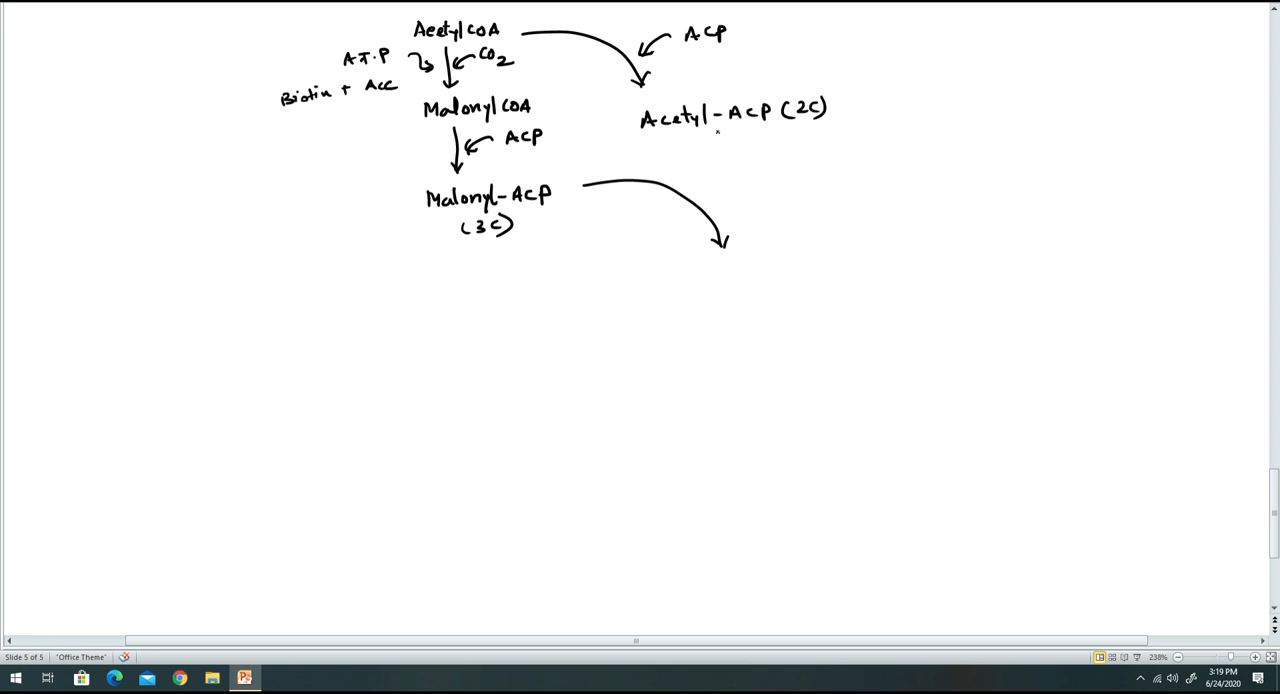 Acetyl COA
ACP
A.T.P
CO2
Biotin + Acc
Malonyl COA
Acetyl-ACP (2C)
ACP
Malonyl-ACP
(3C)
Slide 5 of 5
"Office Theme"
238%
3:19 PM
6/24/2020